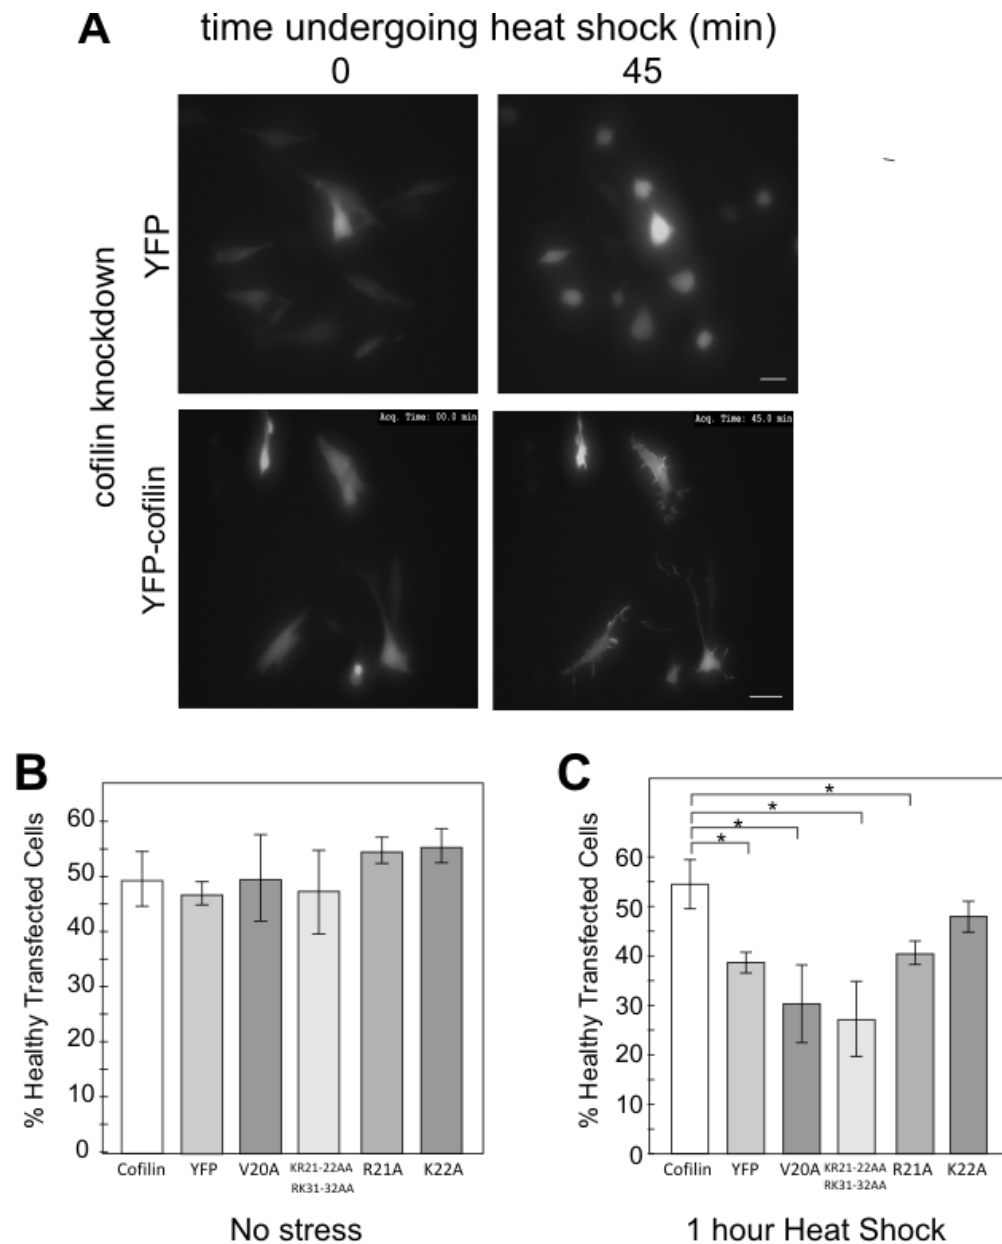 A
time undergoing heat shock (min)
0 45
cofilin knockdown
YFP
YFP-cofilin
Acq. Time: 00.0 min
Acq. Time: 45.0 min
B
% Healthy Transfected Cells
60
50
40
30
20
10
0
Cofilin YFP V20A KR21-22AA R21A K22A
RK31-32AA
No stress
C
% Healthy Transfected Cells
*
*
*
*
60
50
40
30
20
10
0
Cofilin YFP V20A KR21-22AA R21A K22A
RK31-32AA
1 hour Heat Shock